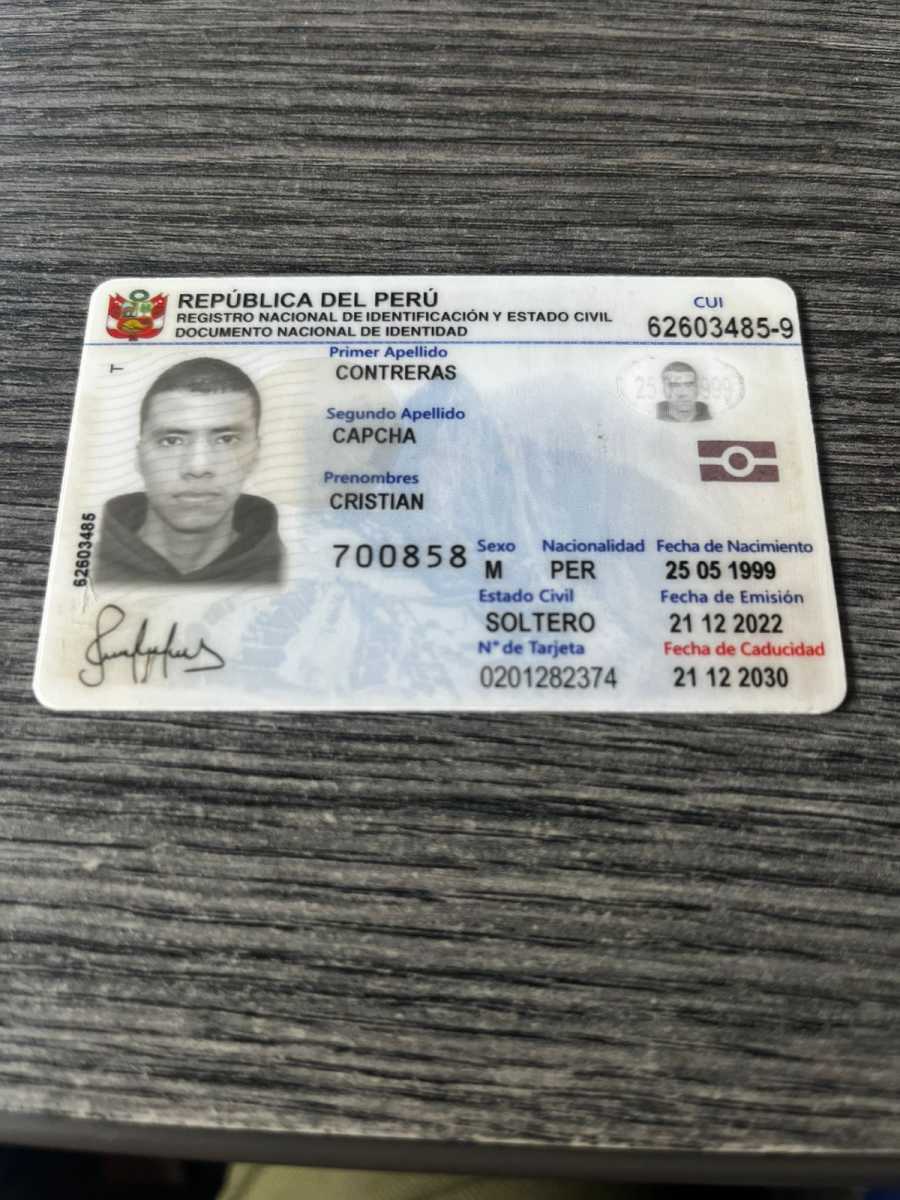 REPÚBLICA DEL PERÚ
REGISTRO NACIONAL DE IDENTIFICACIÓN Y ESTADO CIVIL
DOCUMENTO NACIONAL DE IDENTIDAD
CUI
62603485-9
T
Primer Apellido
CONTRERAS
Segundo Apellido
CAPCHA
Prenombres
CRISTIAN
700858
62603485
Sexo Nacionalidad Fecha de Nacimiento
M PER 25 05 1999
Estado Civil Fecha de Emisión
SOLTERO 21 12 2022
N° de Tarjeta Fecha de Caducidad
0201282374 21 12 2030